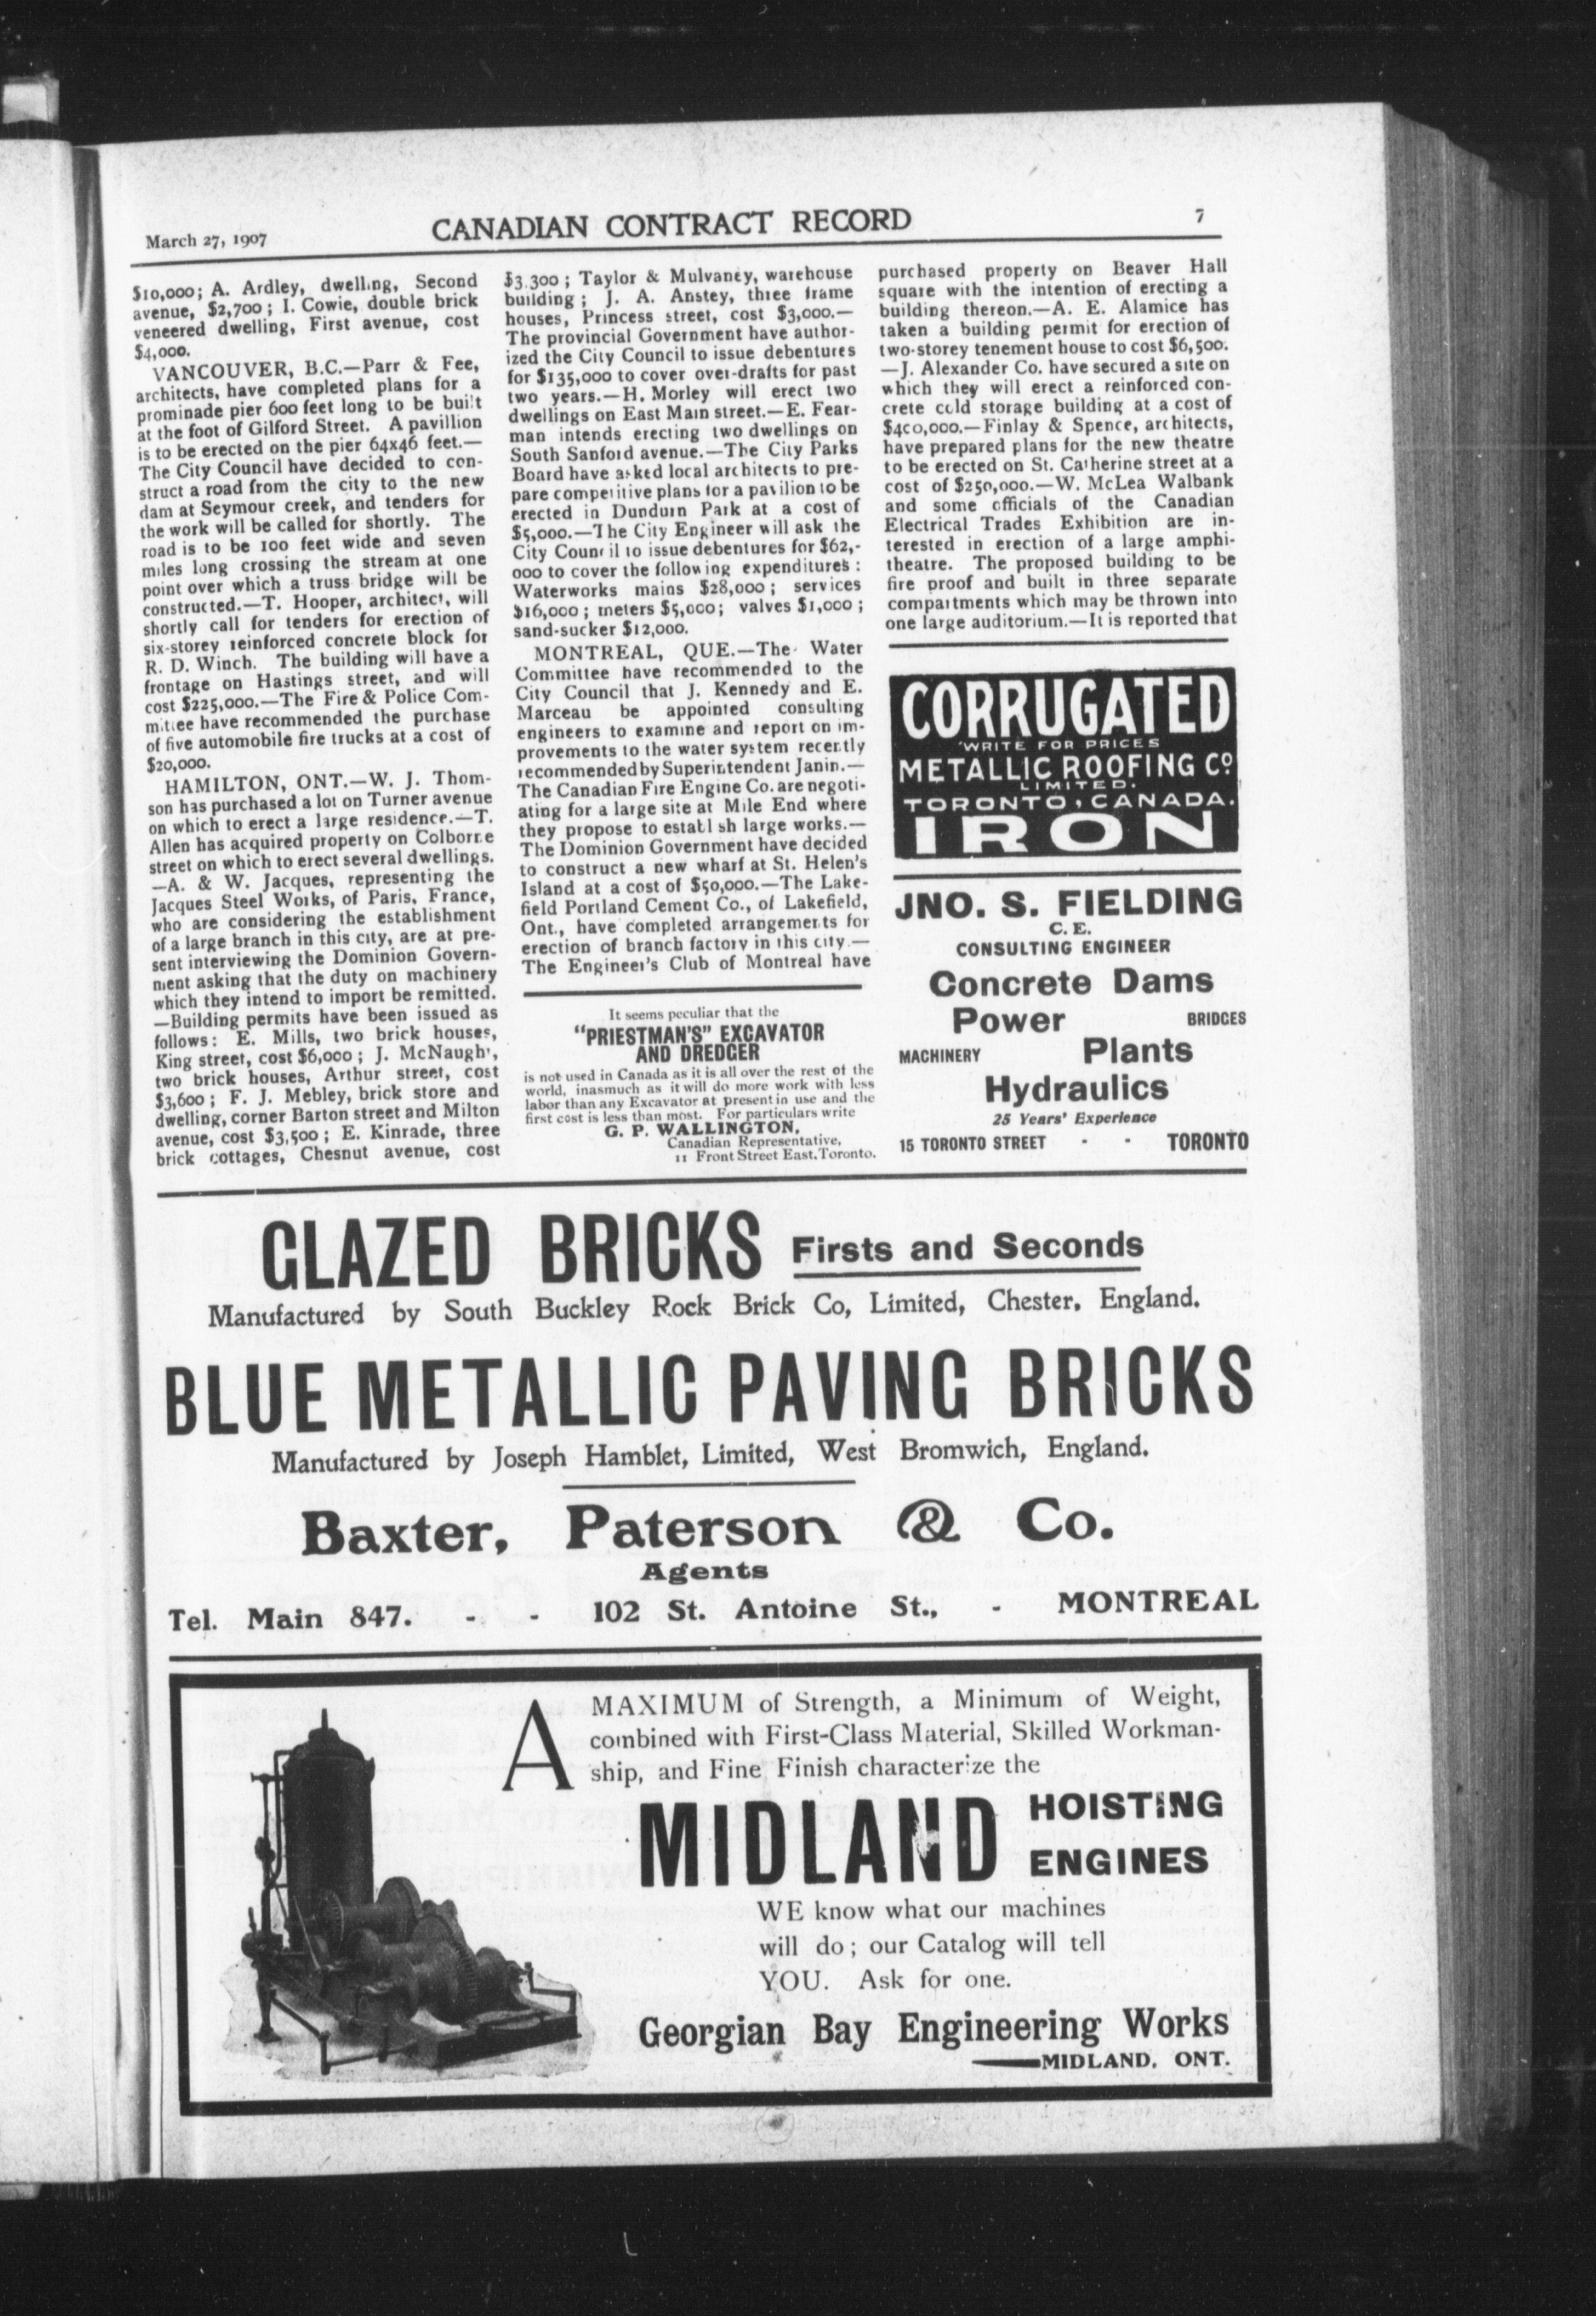 March 27, 1907
CANADIAN CONTRACT RECORD
7
$10,000; A. Ardley, dwelling, Second
avenue, $2,700; I. Cowie, double brick
veneered dwelling, First avenue, cost
$4,000.
VANCOUVER, B.C.—Parr & Fee,
architects, have completed plans for a
prominade pier 600 feet long to be built
at the foot of Gilford Street. A pavillion
is to be erected on the pier 64x46 feet.—
The City Council have decided to con-
struct a road from the city to the new
dam at Seymour creek, and tenders for
the work will be called for shortly. The
road is to be 100 feet wide and seven
miles long crossing the stream at one
point over which a truss bridge will be
constructed.—T. Hooper, architect, will
shortly call for tenders for erection of
six-storey reinforced concrete block for
R. D. Winch. The building will have a
frontage on Hastings street, and will
cost $225,000.—The Fire & Police Com-
mittee have recommended the purchase
of five automobile fire trucks at a cost of
$20,000.
HAMILTON, ONT.—W. J. Thom-
son has purchased a lot on Turner avenue
on which to erect a large residence.—T.
Allen has acquired property on Colborne
street on which to erect several dwellings.
—A. & W. Jacques, representing the
Jacques Steel Works, of Paris, France,
who are considering the establishment
of a large branch in this city, are at pre-
sent interviewing the Dominion Govern-
ment asking that the duty on machinery
which they intend to import be remitted.
—Building permits have been issued as
follows: E. Mills, two brick houses,
King street, cost $6,000; J. McNaugh',
two brick houses, Arthur street, cost
$3,600; F. J. Mebley, brick store and
dwelling, corner Barton street and Milton
avenue, cost $3,500; E. Kinrade, three
brick cottages, Chesnut avenue, cost
$3,300; Taylor & Mulvaney, warehouse
building; J. A. Anstey, three frame
houses, Princess street, cost $3,000.—
The provincial Government have author-
ized the City Council to issue debentures
for $135,000 to cover over-drafts for past
two years.—H. Morley will erect two
dwellings on East Main street.—E. Fear-
man intends erecting two dwellings on
South Sanford avenue.—The City Parks
Board have asked local architects to pre-
pare competitive plans for a pavilion to be
erected in Dundurn Park at a cost of
$5,000.—The City Engineer will ask the
City Council to issue debentures for $62,-
000 to cover the following expenditures:
Waterworks mains $28,000; services
$16,000; meters $5,000; valves $1,000;
sand-sucker $12,000.
MONTREAL, QUE.—The Water
Committee have recommended to the
City Council that J. Kennedy and E.
Marceau be appointed consulting
engineers to examine and report on im-
provements to the water system recently
recommended by Superintendent Janin.—
The Canadian Fire Engine Co. are negoti-
ating for a large site at Mile End where
they propose to establish large works.—
The Dominion Government have decided
to construct a new wharf at St. Helen's
Island at a cost of $50,000.—The Lake-
field Portland Cement Co., of Lakefield,
Ont., have completed arrangements for
erection of branch factory in this city.—
The Engineer's Club of Montreal have
It seems peculiar that the
"PRIESTMAN'S" EXCAVATOR
AND DREDGER
is not used in Canada as it is all over the rest of the
world, inasmuch as it will do more work with less
labor than any Excavator at present in use and the
first cost is less than most. For particulars write
G. P. WALLINGTON,
Canadian Representative,
11 Front Street East, Toronto.
purchased property on Beaver Hall
square with the intention of erecting a
building thereon.—A. E. Alamice has
taken a building permit for erection of
two-storey tenement house to cost $6,500.
—J. Alexander Co. have secured a site on
which they will erect a reinforced con-
crete cold storage building at a cost of
$400,000.—Finlay & Spence, architects,
have prepared plans for the new theatre
to be erected on St. Catherine street at a
cost of $250,000.—W. McLea Walbank
and some officials of the Canadian
Electrical Trades Exhibition are in-
terested in erection of a large amphi-
theatre. The proposed building to be
fire proof and built in three separate
compartments which may be thrown into
one large auditorium.—It is reported that
CORRUGATED
WRITE FOR PRICES
METALLIC ROOFING CO
LIMITED.
TORONTO, CANADA.
IRON
JNO. S. FIELDING
C. E.
CONSULTING ENGINEER
Concrete Dams
Power BRIDGES
MACHINERY Plants
Hydraulics
25 Years' Experience
15 TORONTO STREET - - TORONTO
GLAZED BRICKS Firsts and Seconds
Manufactured by South Buckley Rock Brick Co, Limited, Chester, England.
BLUE METALLIC PAVING BRICKS
Manufactured by Joseph Hamblet, Limited, West Bromwich, England.
Baxter, Paterson & Co.
Agents
Tel. Main 847. - - 102 St. Antoine St., - MONTREAL
A MAXIMUM of Strength, a Minimum of Weight,
combined with First-Class Material, Skilled Workman-
ship, and Fine Finish characterize the
MIDLAND HOISTING
ENGINES
WE know what our machines
will do; our Catalog will tell
YOU. Ask for one.
Georgian Bay Engineering Works
MIDLAND, ONT.